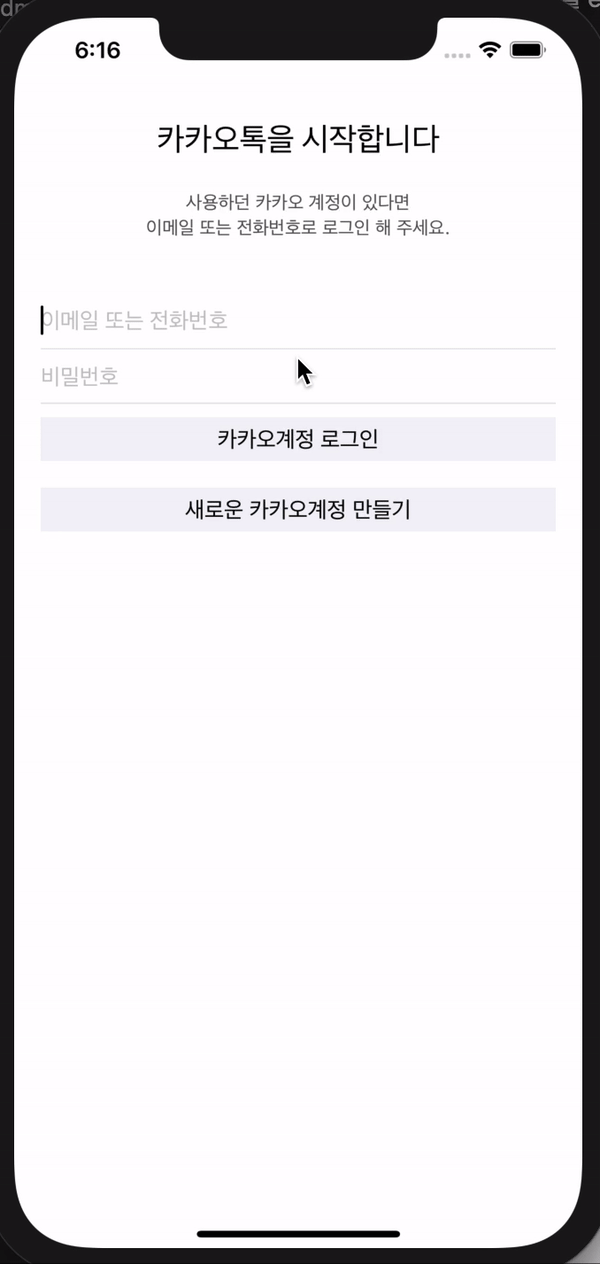 6:16
카카오톡을 시작합니다
사용하던 카카오 계정이 있다면
이메일 또는 전화번호로 로그인 해 주세요.
이메일 또는 전화번호
비밀번호
카카오계정 로그인
새로운 카카오계정 만들기